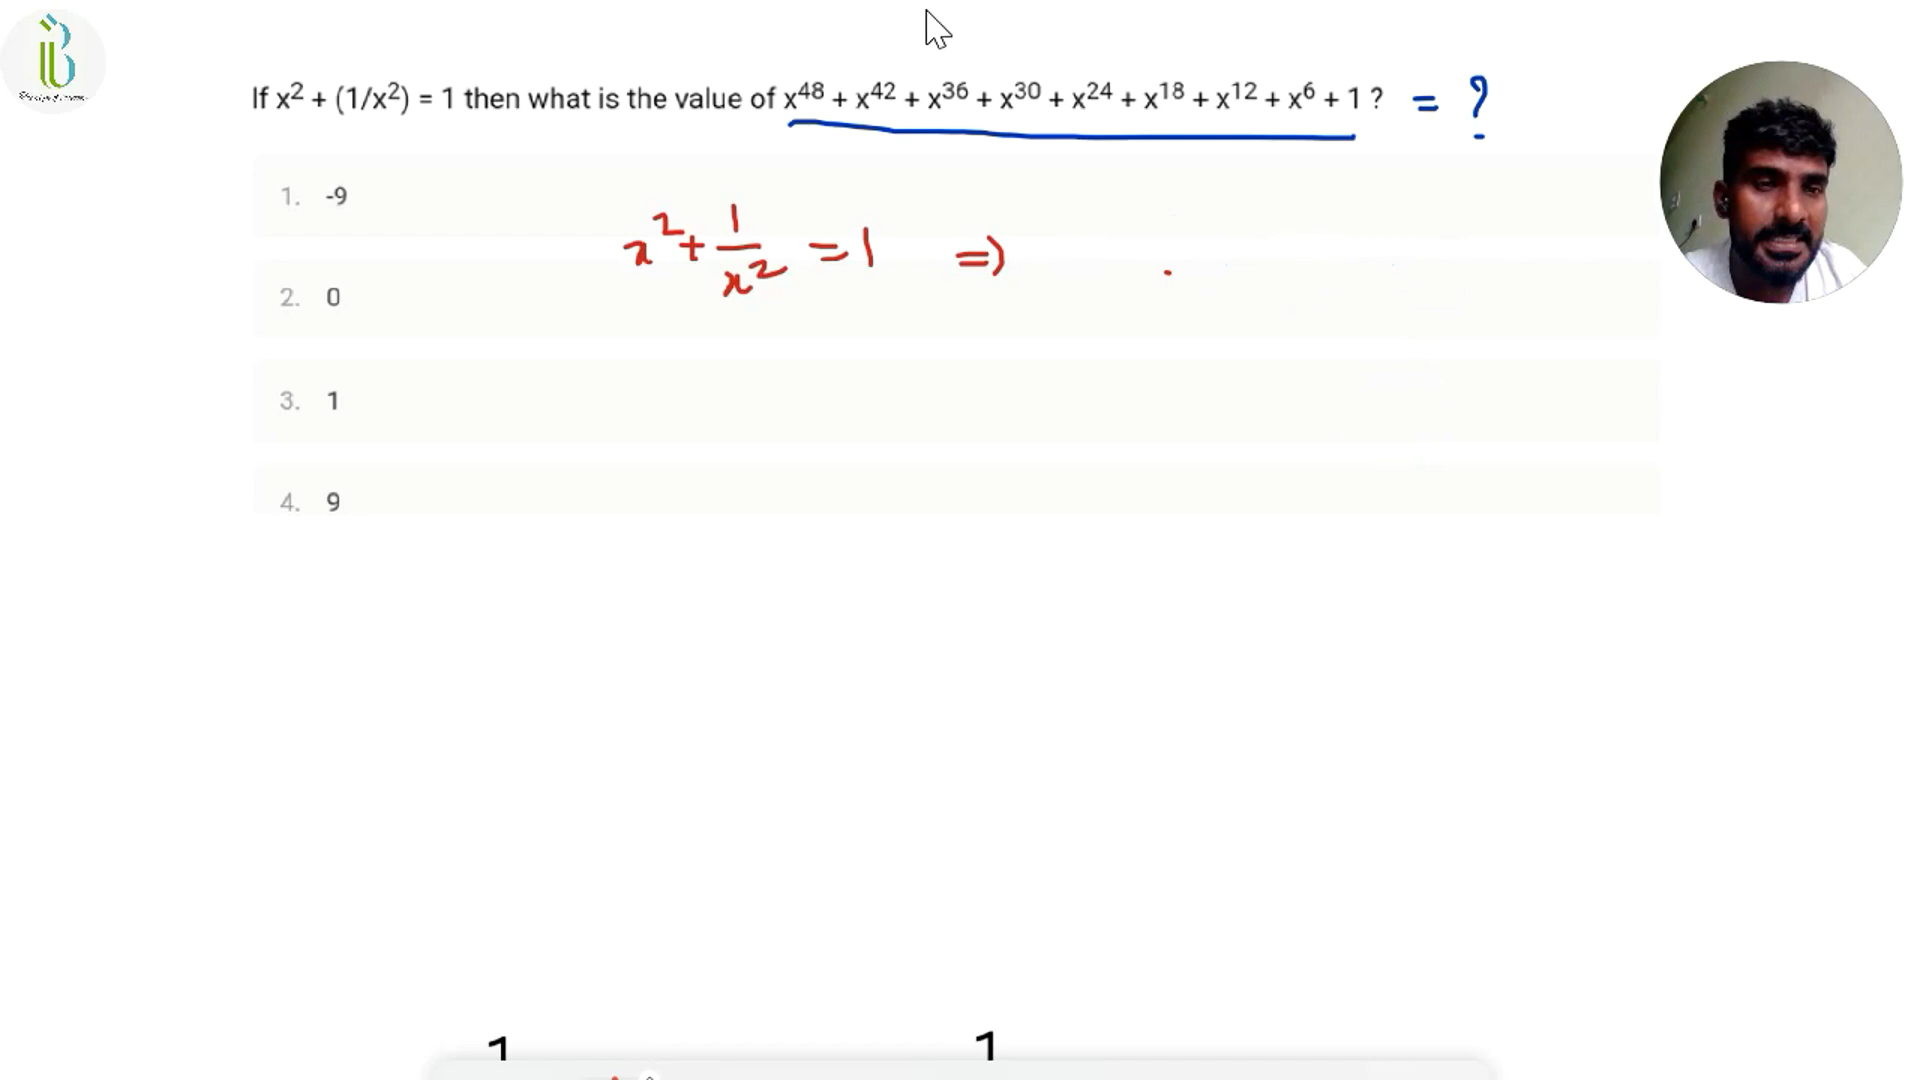 If x² + (1/x²) = 1 then what is the value of x⁴⁸ + x⁴² + x³⁶ + x³⁰ + x²⁴ + x¹⁸ + x¹² + x⁶ + 1 ? = ?
1. -9
x² + 1/x² = 1 ⇒
2. 0
3. 1
4. 9
1 1